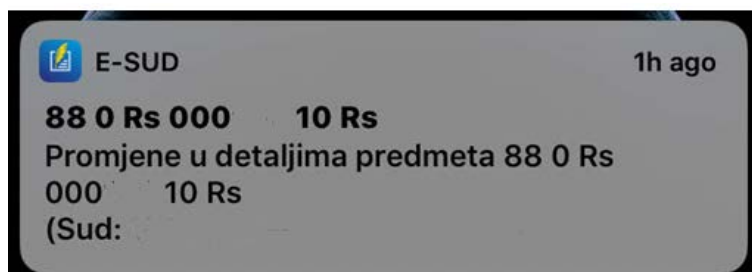 E-SUD 1h ago
88 0 Rs 000 10 Rs
Promjene u detaljima predmeta 88 0 Rs
000 10 Rs
(Sud: